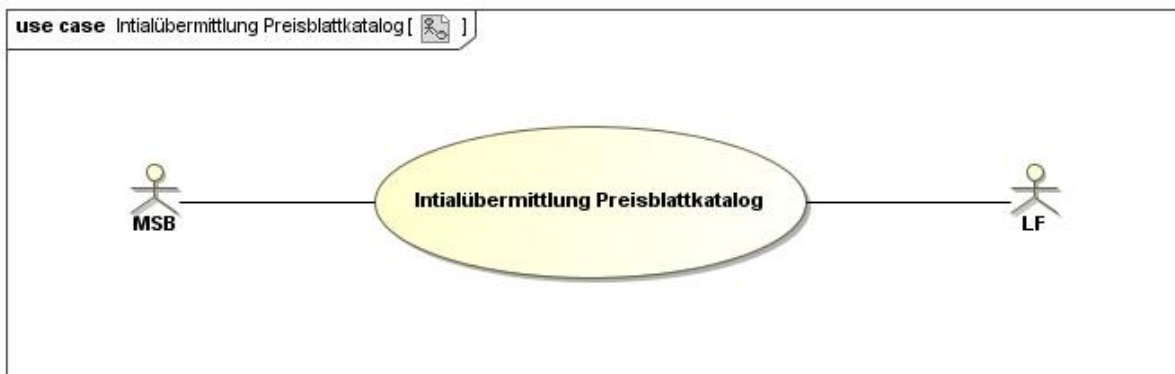 use case Intialübermittlung Preisblattkatalog [ ]
Intialübermittlung Preisblattkatalog
MSB
LF